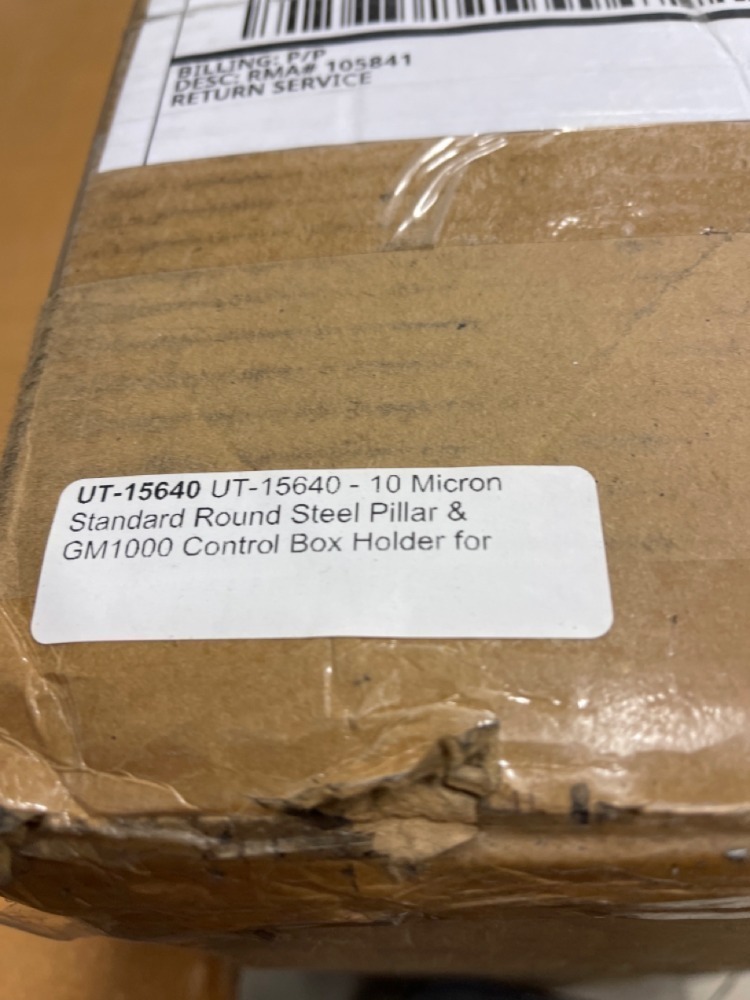 BILLING: P/P
DESC: RMA# 105841
RETURN SERVICE
UT-15640 UT-15640 - 10 Micron
Standard Round Steel Pillar &
GM1000 Control Box Holder for